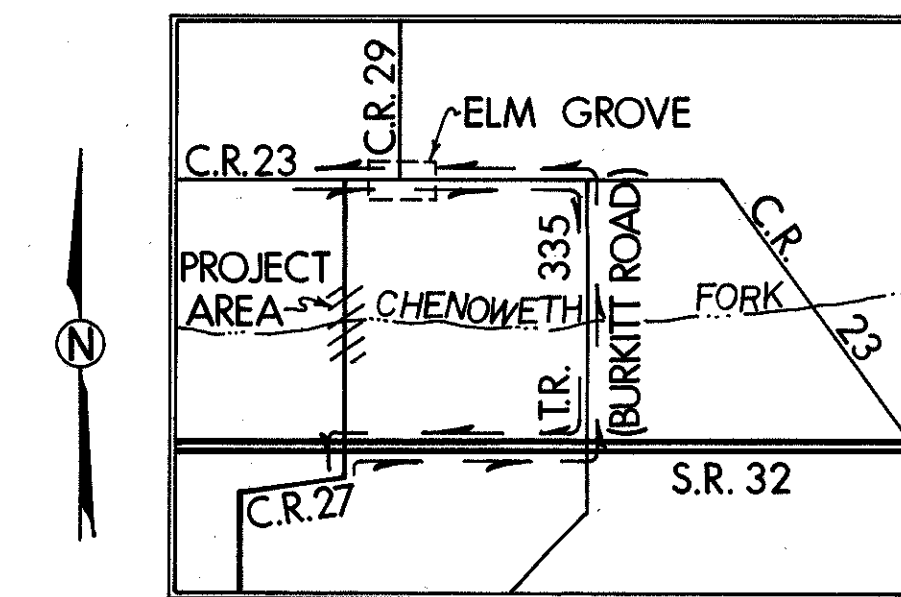 C.R. 29
ELM GROVE
C.R. 23
PROJECT
AREA
CHENOWETH
FORK
T.R. 335
(BURKITT ROAD)
C.R. 23
N
S.R. 32
C.R. 27